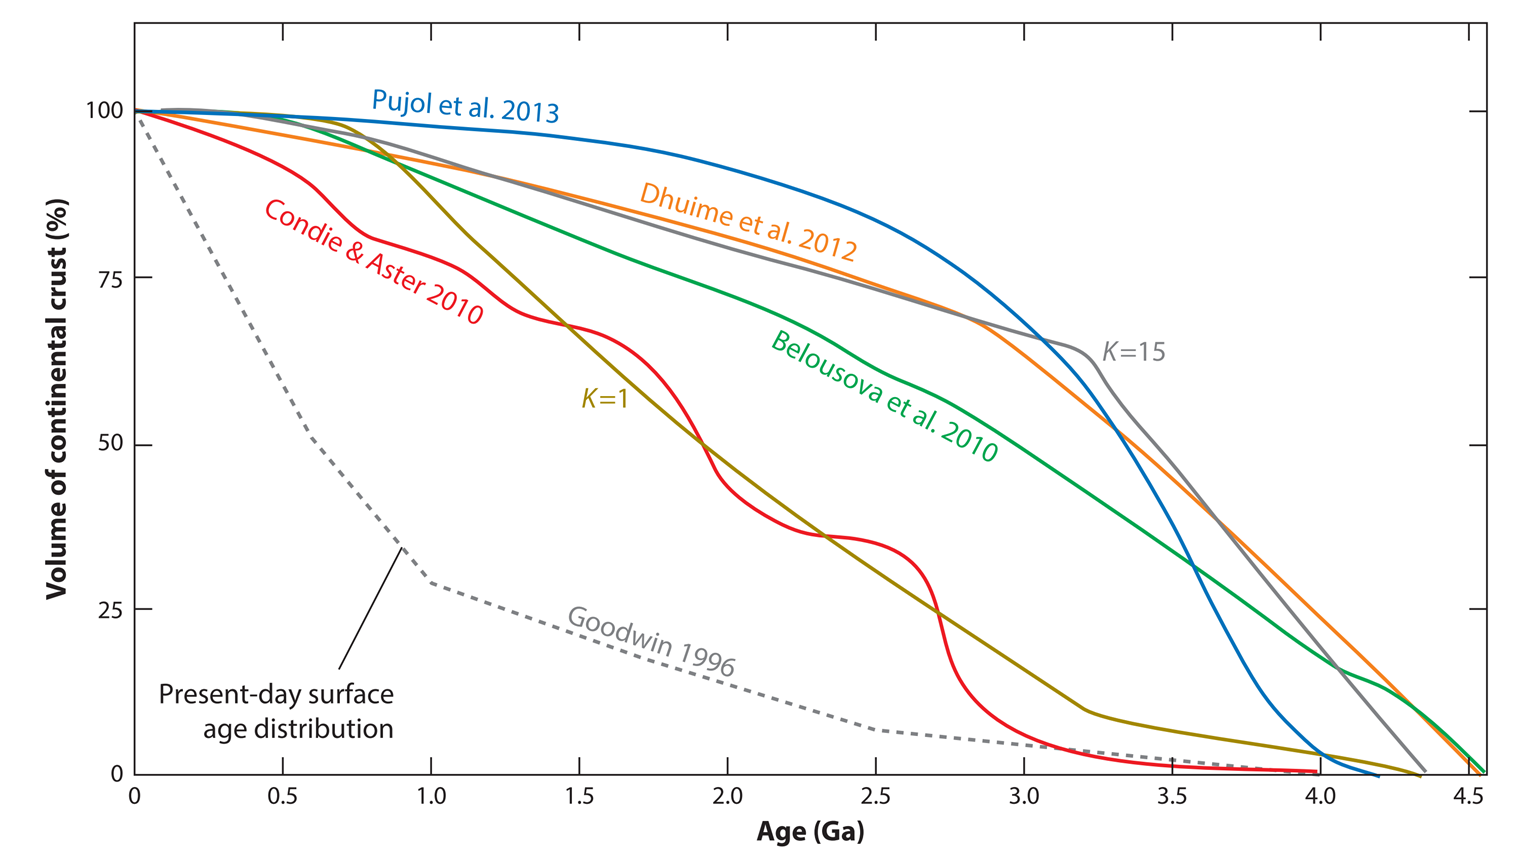 Volume of continental crust (%)
100
75
50
25
0
Pujol et al. 2013
Dhuime et al. 2012
Condie & Aster 2010
K=15
Belousova et al. 2010
K=1
Goodwin 1996
Present-day surface
age distribution
0 0.5 1.0 1.5 2.0 2.5 3.0 3.5 4.0 4.5
Age (Ga)